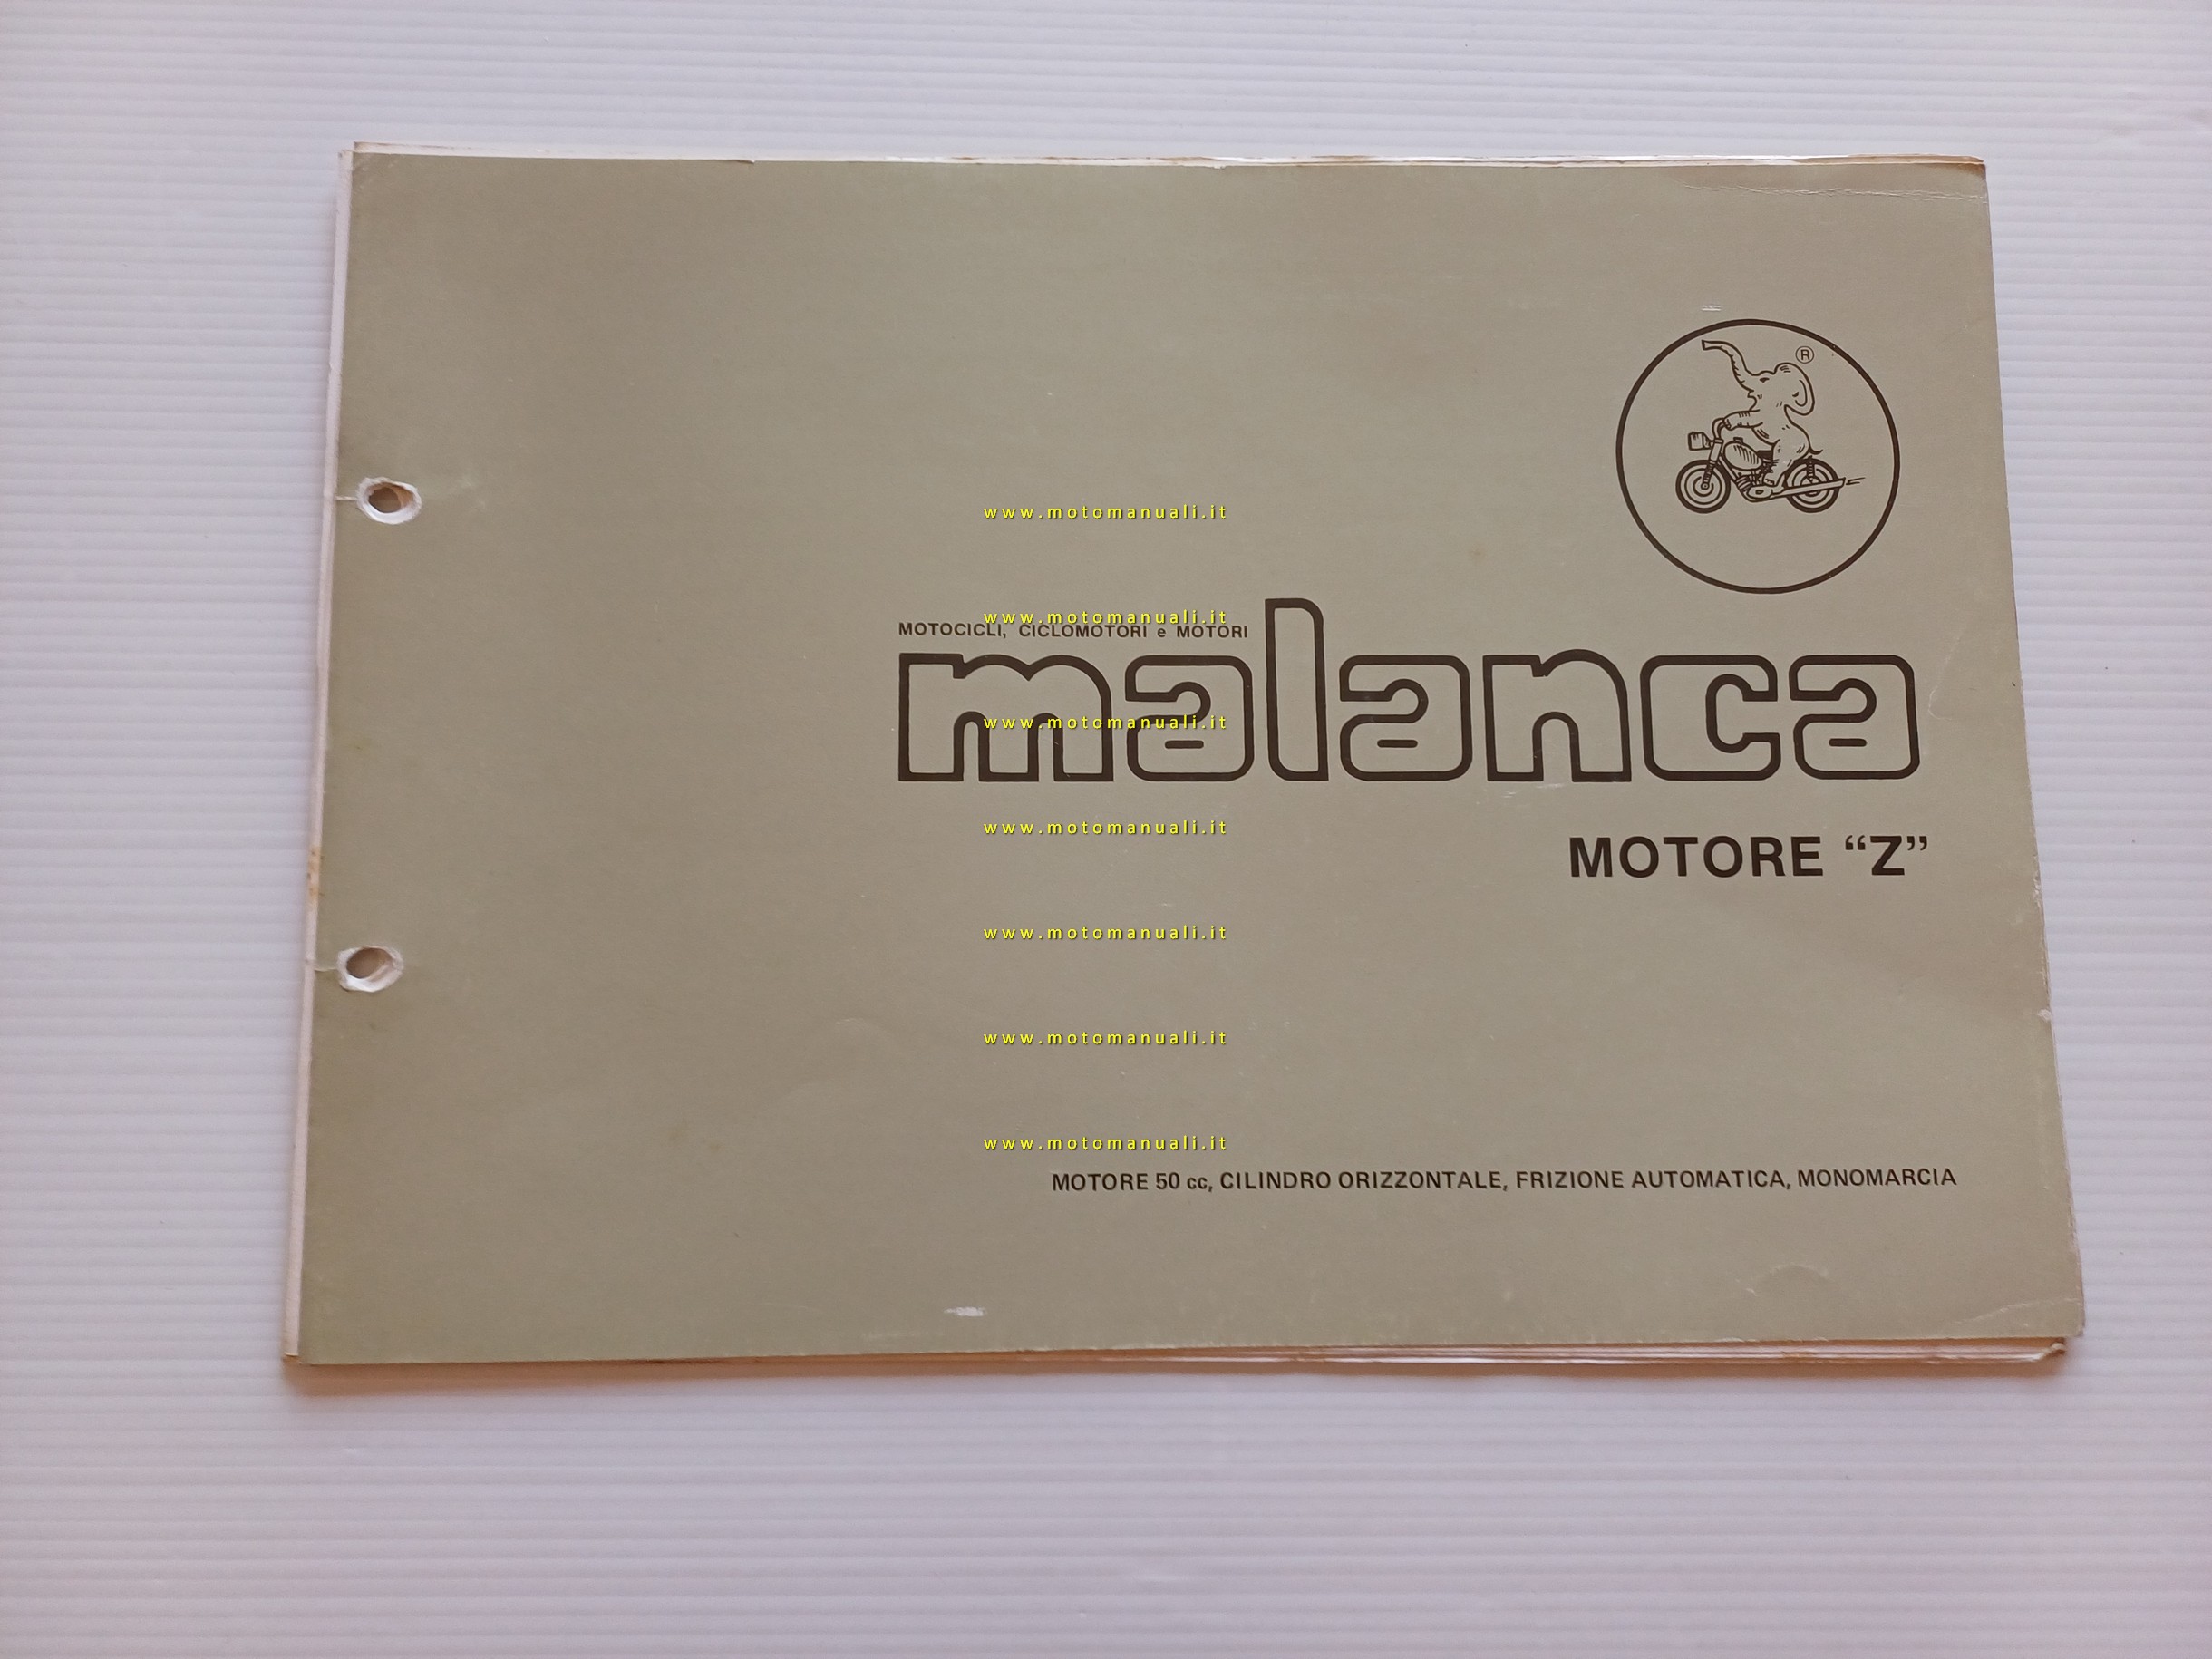 ®
www.motomanuali.it
www.motomanuali.it
MOTOCICLI, CICLOMOTORI e MOTORI
malanca
www.motomanuali.it
www.motomanuali.it
MOTORE “Z”
www.motomanuali.it
www.motomanuali.it
www.motomanuali.it
MOTORE 50 cc, CILINDRO ORIZZONTALE, FRIZIONE AUTOMATICA, MONOMARCIA